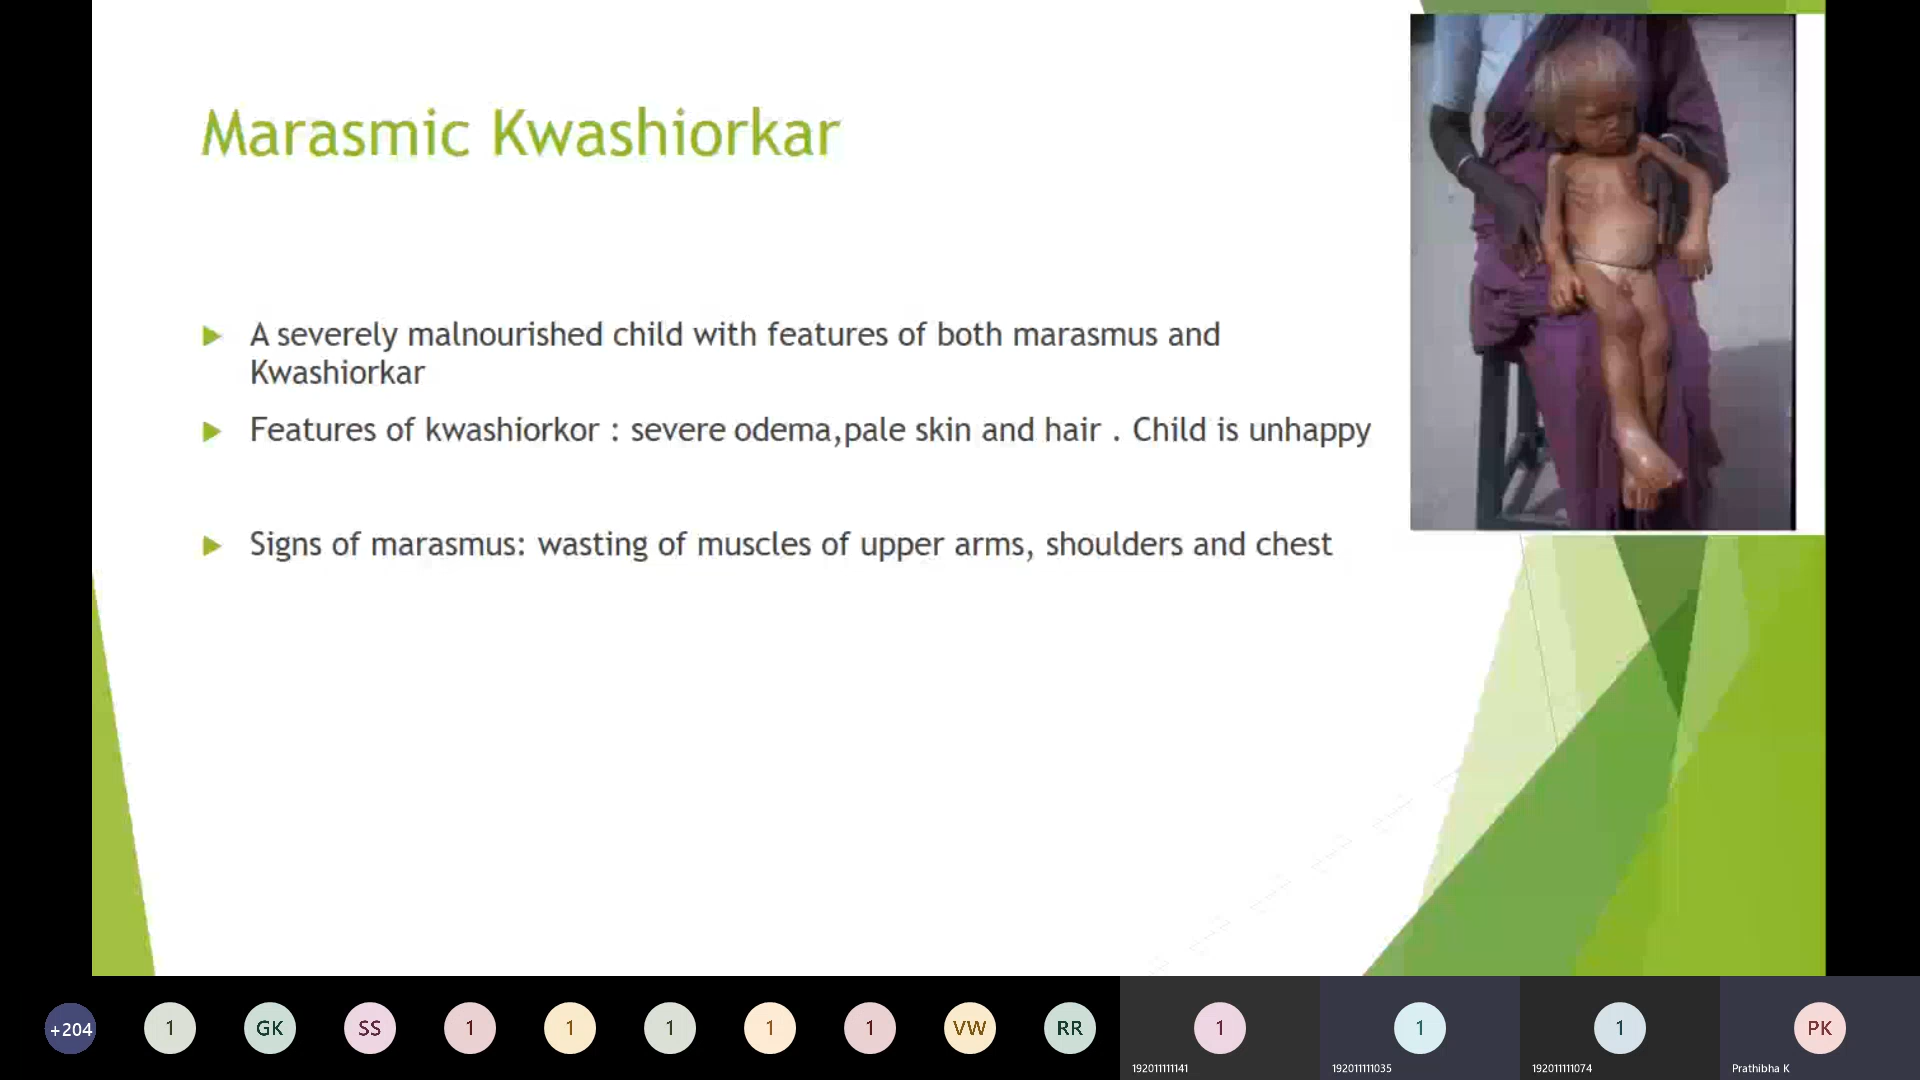 Marasmic Kwashiorkar
A severely malnourished child with features of both marasmus and
Kwashiorkar
Features of kwashiorkor : severe odema,pale skin and hair . Child is unhappy
Signs of marasmus: wasting of muscles of upper arms, shoulders and chest
+204
1
GK
SS
1
1
1
1
1
VW
RR
1
192011111141
1
192011111035
1
192011111074
PK
Prathibha K